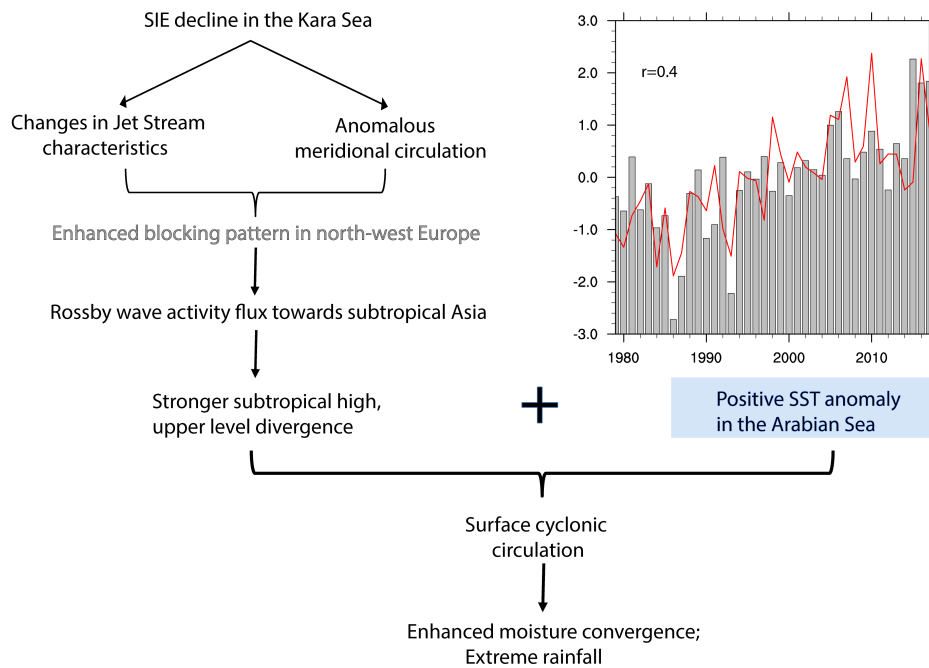 SIE decline in the Kara Sea
Changes in Jet Stream
characteristics
Anomalous
meridional circulation
Enhanced blocking pattern in north-west Europe
Rossby wave activity flux towards subtropical Asia
Stronger subtropical high,
upper level divergence
3.0
2.0
1.0
0.0
-1.0
-2.0
-3.0
r=0.4
1980 1990 2000 2010
+
Positive SST anomaly
in the Arabian Sea
Surface cyclonic
circulation
Enhanced moisture convergence;
Extreme rainfall